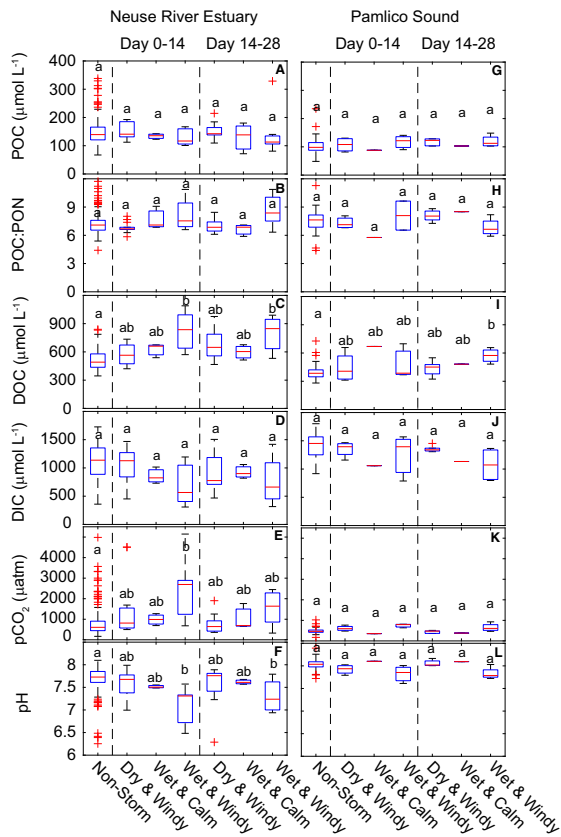 Neuse River Estuary Pamlico Sound
Day 0-14 Day 14-28 Day 0-14 Day 14-28
POC (µmol L⁻¹)
400
300
200
100
0
A
a a a a a a a
G
a a a a a a a
POC:PON
9
6
3
0
B
a a a a a a a
H
a a a a a a a
DOC (µmol L⁻¹)
900
600
300
0
C
a ab ab b ab ab b
I
a ab ab ab ab ab b
DIC (µmol L⁻¹)
1500
1000
500
0
D
a a a a a a a
J
a a a a a a a
pCO₂ (µatm)
4000
3000
2000
1000
0
E
a ab ab b ab ab ab
K
a a a a a a a
pH
8
7.5
7
6.5
6
F
a ab ab b ab ab b
L
a a a a a a a
Non-Storm
Dry & Windy
Wet & Calm
Wet & Windy
Dry & Windy
Wet & Calm
Wet & Windy
Non-Storm
Dry & Windy
Wet & Calm
Wet & Windy
Dry & Windy
Wet & Calm
Wet & Windy